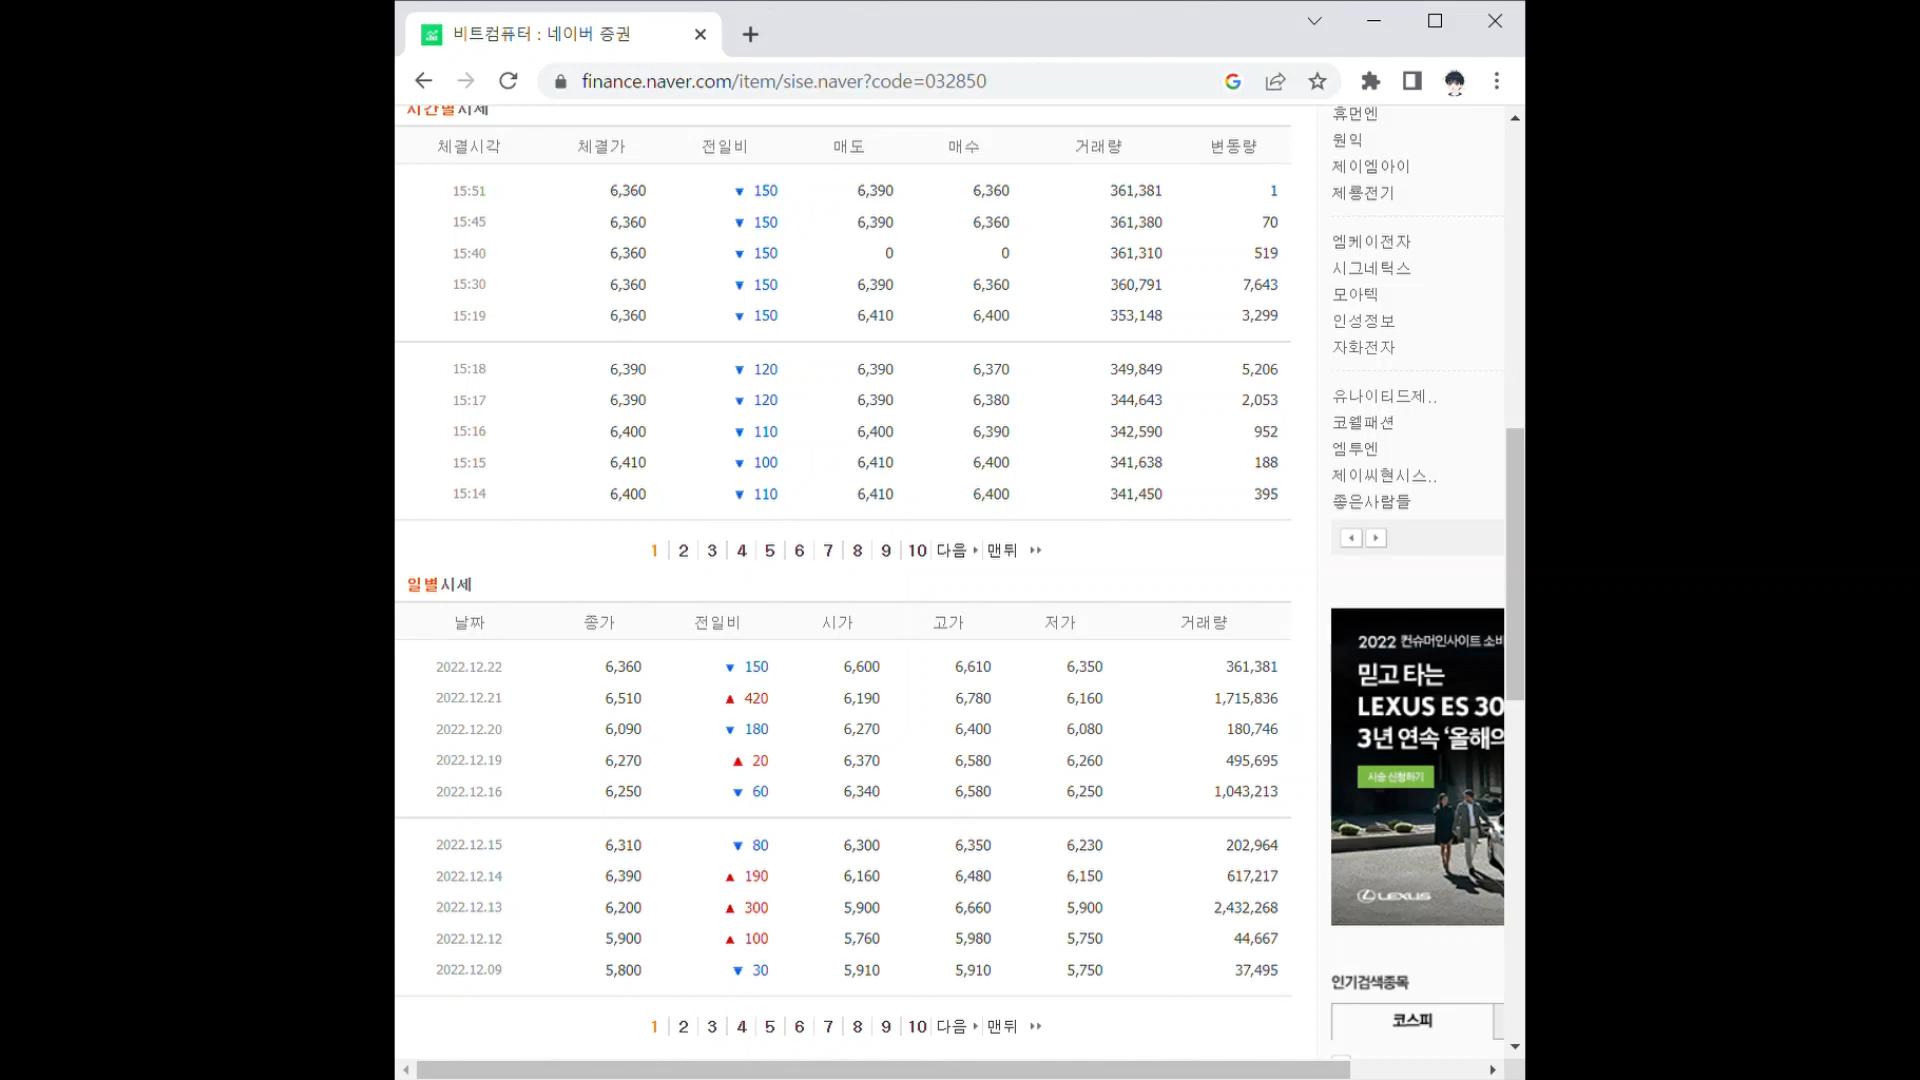 비트컴퓨터 : 네이버 증권
finance.naver.com/item/sise.naver?code=032850
시간별시세
체결시각 체결가 전일비 매도 매수 거래량 변동량
15:51 6,360 ▼ 150 6,390 6,360 361,381 1
15:45 6,360 ▼ 150 6,390 6,360 361,380 70
15:40 6,360 ▼ 150 0 0 361,310 519
15:30 6,360 ▼ 150 6,390 6,360 360,791 7,643
15:19 6,360 ▼ 150 6,410 6,400 353,148 3,299
15:18 6,390 ▼ 120 6,390 6,370 349,849 5,206
15:17 6,390 ▼ 120 6,390 6,380 344,643 2,053
15:16 6,400 ▼ 110 6,400 6,390 342,590 952
15:15 6,410 ▼ 100 6,410 6,400 341,638 188
15:14 6,400 ▼ 110 6,410 6,400 341,450 395
1 2 3 4 5 6 7 8 9 10 다음 맨뒤
일별시세
날짜 종가 전일비 시가 고가 저가 거래량
2022.12.22 6,360 ▼ 150 6,600 6,610 6,350 361,381
2022.12.21 6,510 ▲ 420 6,190 6,780 6,160 1,715,836
2022.12.20 6,090 ▼ 180 6,270 6,400 6,080 180,746
2022.12.19 6,270 ▲ 20 6,370 6,580 6,260 495,695
2022.12.16 6,250 ▼ 60 6,340 6,580 6,250 1,043,213
2022.12.15 6,310 ▼ 80 6,300 6,350 6,230 202,964
2022.12.14 6,390 ▲ 190 6,160 6,480 6,150 617,217
2022.12.13 6,200 ▲ 300 5,900 6,660 5,900 2,432,268
2022.12.12 5,900 ▲ 100 5,760 5,980 5,750 44,667
2022.12.09 5,800 ▼ 30 5,910 5,910 5,750 37,495
1 2 3 4 5 6 7 8 9 10 다음 맨뒤
휴먼엔
원익
제이엠아이
제룡전기
엠케이전자
시그네틱스
모아텍
인성정보
자화전자
유나이티드제..
코웰패션
엠투엔
제이씨현시스..
좋은사람들
2022 컨슈머인사이트 소비
믿고 타는
LEXUS ES 30
3년 연속 '올해의
시승 신청하기
LEXUS
인기검색종목
코스피